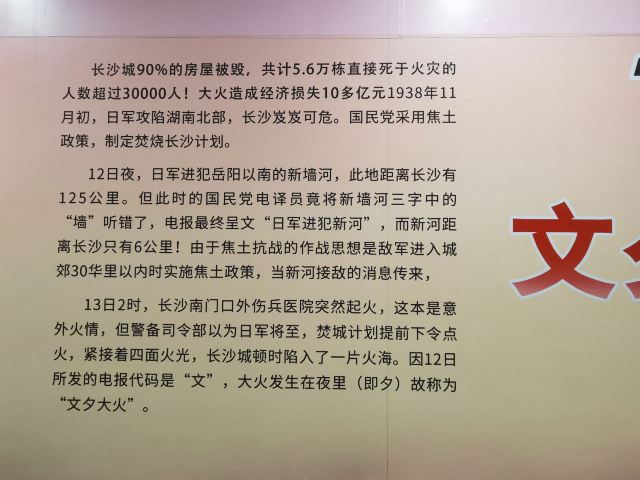 长沙城90%的房屋被毁，共计5.6万栋直接死于火灾的
人数超过30000人！大火造成经济损失10多亿元1938年11
月初，日军攻陷湖南北部，长沙岌岌可危。国民党采用焦土
政策，制定焚烧长沙计划。
12日夜，日军进犯岳阳以南的新墙河，此地距离长沙有
125公里。但此时的国民党电译员竟将新墙河三字中的
“墙”听错了，电报最终呈文“日军进犯新河”，而新河距
离长沙只有6公里！由于焦土抗战的作战思想是敌军进入城
郊30华里以内时实施焦土政策，当新河接敌的消息传来，
13日2时，长沙南门口外伤兵医院突然起火，这本是意
外火情，但警备司令部以为日军将至，焚城计划提前下令点
火，紧接着四面火光，长沙城顿时陷入了一片火海。因12日
所发的电报代码是“文”，大火发生在夜里（即夕）故称为
“文夕大火”。
文